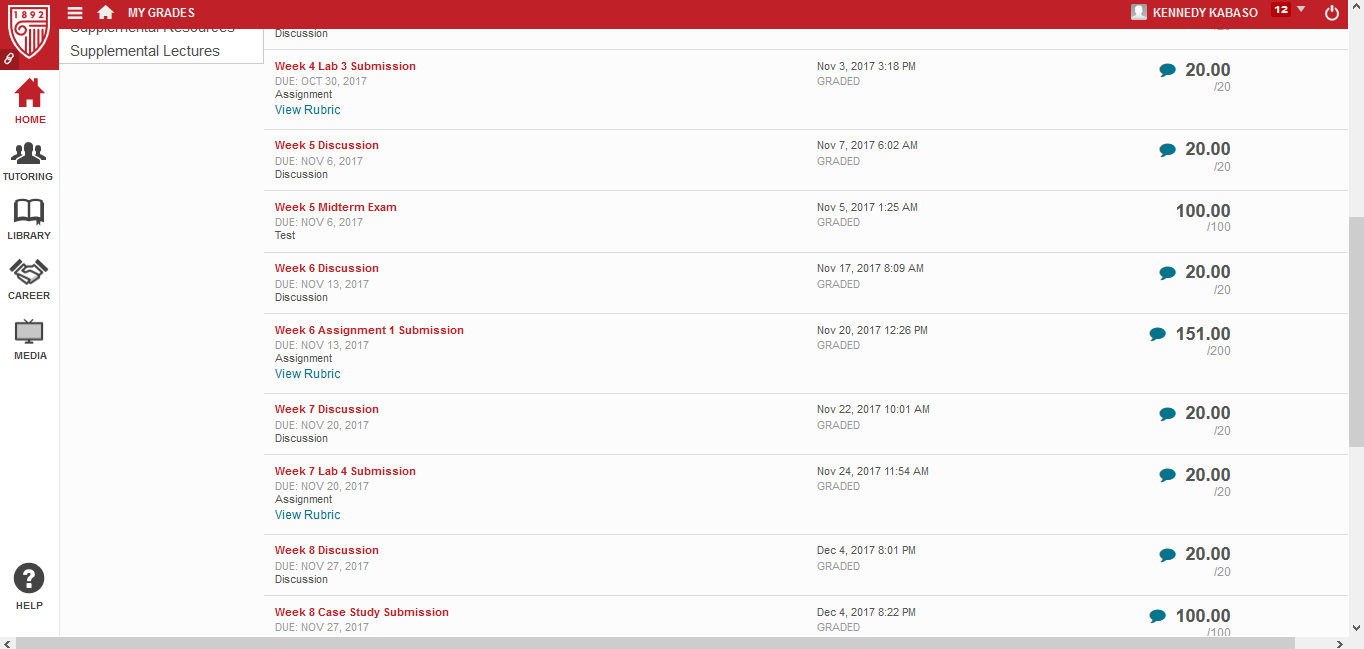 1892
MY GRADES
KENNEDY KABASO
12
Supplemental Resources
Supplemental Lectures
HOME
TUTORING
LIBRARY
CAREER
MEDIA
?
HELP
Discussion
/20
Week 4 Lab 3 Submission
Nov 3, 2017 3:18 PM
20.00
DUE: OCT 30, 2017
GRADED
/20
Assignment
View Rubric
Week 5 Discussion
Nov 7, 2017 6:02 AM
20.00
DUE: NOV 6, 2017
GRADED
/20
Discussion
Week 5 Midterm Exam
Nov 5, 2017 1:25 AM
100.00
DUE: NOV 6, 2017
GRADED
/100
Test
Week 6 Discussion
Nov 17, 2017 8:09 AM
20.00
DUE: NOV 13, 2017
GRADED
/20
Discussion
Week 6 Assignment 1 Submission
Nov 20, 2017 12:26 PM
151.00
DUE: NOV 13, 2017
GRADED
/200
Assignment
View Rubric
Week 7 Discussion
Nov 22, 2017 10:01 AM
20.00
DUE: NOV 20, 2017
GRADED
/20
Discussion
Week 7 Lab 4 Submission
Nov 24, 2017 11:54 AM
20.00
DUE: NOV 20, 2017
GRADED
/20
Assignment
View Rubric
Week 8 Discussion
Dec 4, 2017 8:01 PM
20.00
DUE: NOV 27, 2017
GRADED
/20
Discussion
Week 8 Case Study Submission
Dec 4, 2017 8:22 PM
100.00
DUE: NOV 27, 2017
GRADED
/100